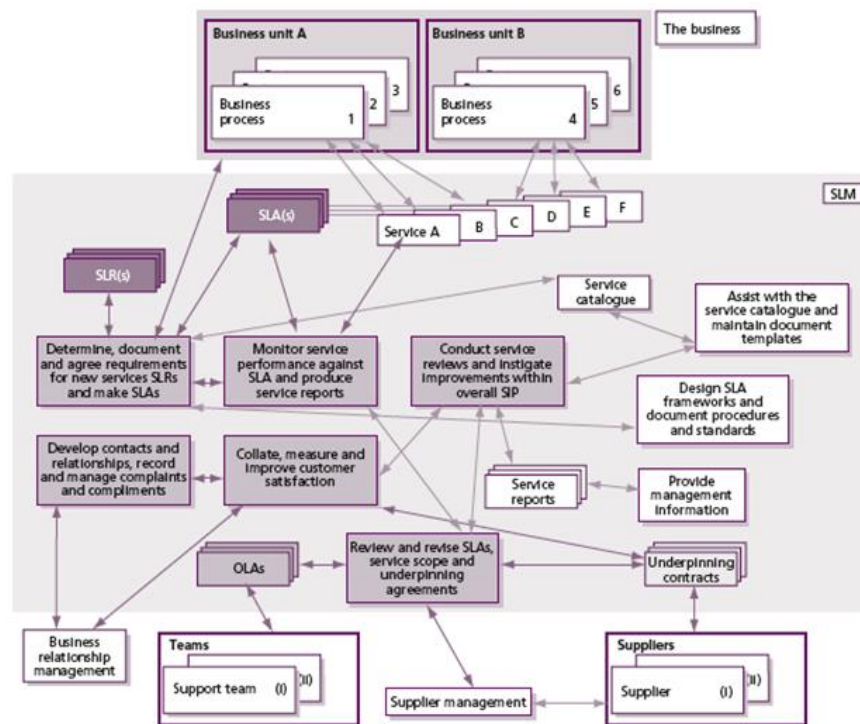 Business unit A
Business unit B
The business
3
2
Business
process
1
6
5
Business
process
4
SLM
SLA(s)
Service A
B
C
D
E
F
SLR(s)
Service
catalogue
Assist with the
service catalogue and
maintain document
templates
Determine, document
and agree requirements
for new services SLRs
and make SLAs
Monitor service
performance against
SLA and produce
service reports
Conduct service
reviews and instigate
improvements within
overall SIP
Design SLA
frameworks and
document procedures
and standards
Develop contacts and
relationships, record
and manage complaints
and compliments
Collate, measure and
improve customer
satisfaction
Service
reports
Provide
management
information
OLAs
Review and revise SLAs,
service scope and
underpinning
agreements
Underpinning
contracts
Business
relationship
management
Teams
(II)
Support team
(I)
Supplier management
Suppliers
(II)
Supplier
(I)